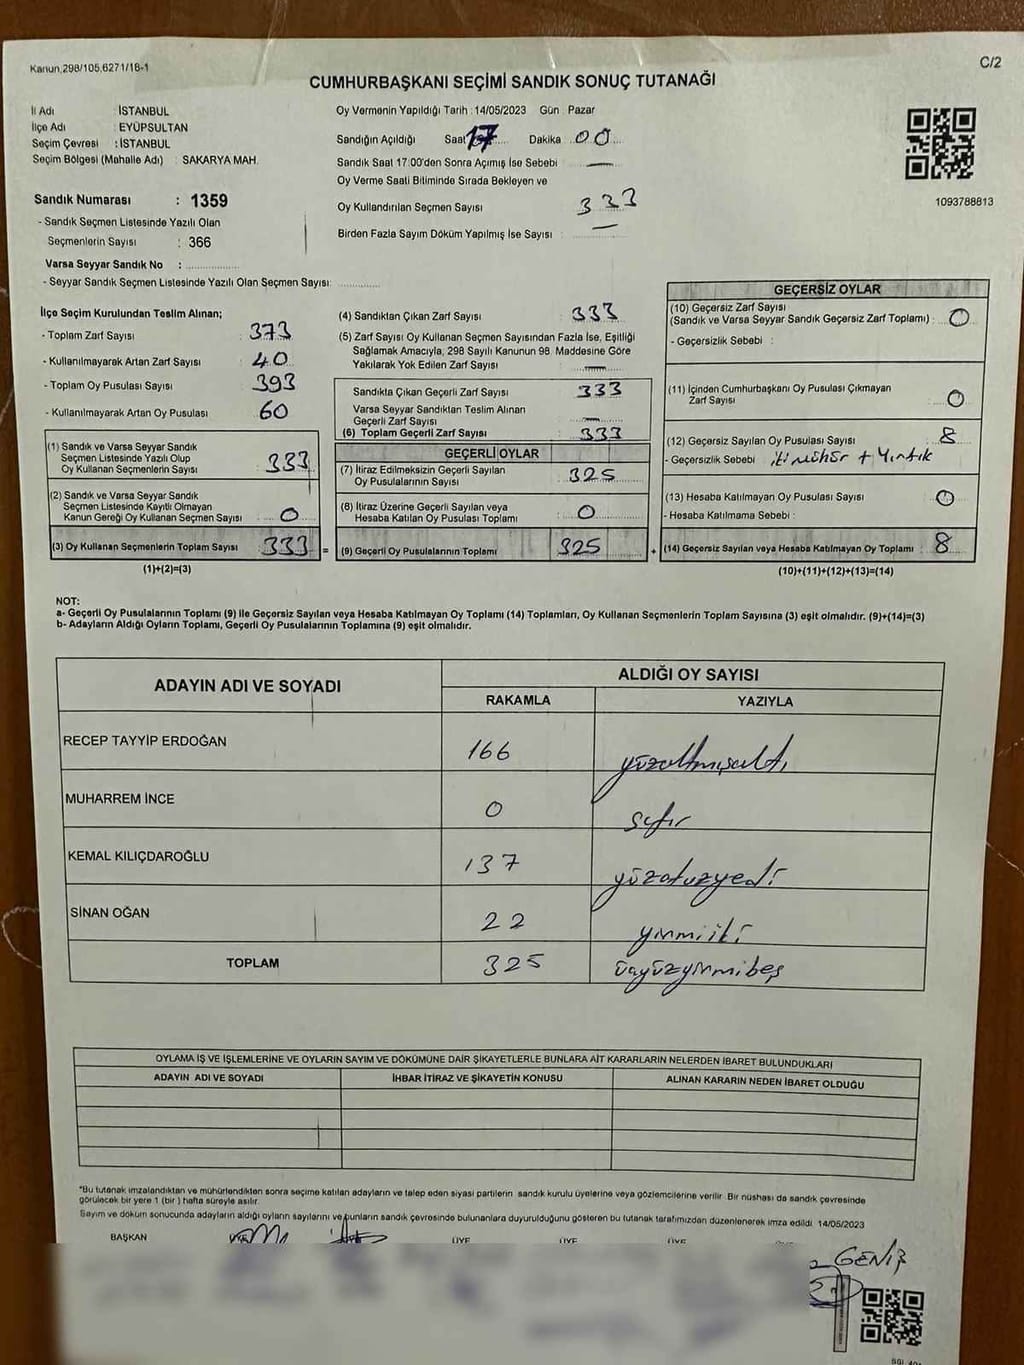 Kanun,298/105,6271/18-1
C/2
CUMHURBAŞKANI SEÇİMİ SANDIK SONUÇ TUTANAĞI
İl Adı : İSTANBUL
İlçe Adı : EYÜPSULTAN
Seçim Çevresi : İSTANBUL
Seçim Bölgesi (Mahalle Adı) : SAKARYA MAH.
Sandık Numarası : 1359
- Sandık Seçmen Listesinde Yazılı Olan
Seçmenlerin Sayısı : 366
Varsa Seyyar Sandık No :
- Seyyar Sandık Seçmen Listesinde Yazılı Olan Seçmen Sayısı:
Oy Vermenin Yapıldığı Tarih : 14/05/2023 Gün : Pazar
Sandığın Açıldığı Saat 17 Dakika 00
Sandık Saat 17:00'den Sonra Açımış İse Sebebi —
Oy Verme Saati Bitiminde Sırada Bekleyen ve
Oy Kullandırılan Seçmen Sayısı 333
Birden Fazla Sayım Döküm Yapılmış İse Sayısı : —
1093788813
İlçe Seçim Kurulundan Teslim Alınan;
- Toplam Zarf Sayısı : 373
- Kullanılmayarak Artan Zarf Sayısı : 40
- Toplam Oy Pusulası Sayısı : 393
- Kullanılmayarak Artan Oy Pusulası : 60
(1) Sandık ve Varsa Seyyar Sandık
Seçmen Listesinde Yazılı Olup
Oy Kullanan Seçmenlerin Sayısı : 333
(2) Sandık ve Varsa Seyyar Sandık
Seçmen Listesinde Kayıtlı Olmayan
Kanun Gereği Oy Kullanan Seçmen Sayısı : 0
(3) Oy Kullanan Seçmenlerin Toplam Sayısı : 333 =
(1)+(2)=(3)
(4) Sandıktan Çıkan Zarf Sayısı : 333
(5) Zarf Sayısı Oy Kullanan Seçmen Sayısından Fazla İse, Eşitliği
Sağlamak Amacıyla, 298 Sayılı Kanunun 98. Maddesine Göre
Yakılarak Yok Edilen Zarf Sayısı : —
Sandıkta Çıkan Geçerli Zarf Sayısı : 333
Varsa Seyyar Sandıktan Teslim Alınan
Geçerli Zarf Sayısı : —
(6) Toplam Geçerli Zarf Sayısı : 333
GEÇERLİ OYLAR
(7) İtiraz Edilmeksizin Geçerli Sayılan
Oy Pusulalarının Sayısı : 325
(8) İtiraz Üzerine Geçerli Sayılan veya
Hesaba Katılan Oy Pusulası Toplamı : 0
(9) Geçerli Oy Pusulalarının Toplamı : 325 +
GEÇERSİZ OYLAR
(10) Geçersiz Zarf Sayısı
(Sandık ve Varsa Seyyar Sandık Geçersiz Zarf Toplamı) : 0
- Geçersizlik Sebebi :
(11) İçinden Cumhurbaşkanı Oy Pusulası Çıkmayan
Zarf Sayısı : 0
(12) Geçersiz Sayılan Oy Pusulası Sayısı : 8
- Geçersizlik Sebebi : iki mühür + Yırtık
(13) Hesaba Katılmayan Oy Pusulası Sayısı : 0
- Hesaba Katılmama Sebebi :
(14) Geçersiz Sayılan veya Hesaba Katılmayan Oy Toplamı : 8
(10)+(11)+(12)+(13)=(14)
NOT:
a- Geçerli Oy Pusulalarının Toplamı (9) ile Geçersiz Sayılan veya Hesaba Katılmayan Oy Toplamı (14) Toplamları, Oy Kullanan Seçmenlerin Toplam Sayısına (3) eşit olmalıdır. (9)+(14)=(3)
b- Adayların Aldığı Oyların Toplamı, Geçerli Oy Pusulalarının Toplamına (9) eşit olmalıdır.
ADAYIN ADI VE SOYADI
ALDIĞI OY SAYISI
RAKAMLA YAZIYLA
RECEP TAYYİP ERDOĞAN 166 yüzaltmışaltı
MUHARREM İNCE 0 sıfır
KEMAL KILIÇDAROĞLU 137 yüzotuzyedi
SİNAN OĞAN 22 yirmiiki
TOPLAM 325 üçyüzyirmibeş
OYLAMA İŞ VE İŞLEMLERİNE VE OYLARIN SAYIM VE DÖKÜMÜNE DAİR ŞİKAYETLERLE BUNLARA AİT KARARLARIN NELERDEN İBARET BULUNDUKLARI
ADAYIN ADI VE SOYADI İHBAR İTİRAZ VE ŞİKAYETİN KONUSU ALINAN KARARIN NEDEN İBARET OLDUĞU
*Bu tutanak imzalandıktan ve mühürlendikten sonra seçime katılan adayların ve talep eden siyasi partilerin sandık kurulu üyelerine veya gözlemcilerine verilir. Bir nüshası da sandık çevresinde
görülecek bir yere 1 (bir ) hafta süreyle asılır.
Sayım ve döküm sonucunda adayların aldığı oyların sayılarını ve bunların sandık çevresinde bulunanlara duyurulduğunu gösteren bu tutanak tarafımızdan düzenlenerek imza edildi. 14/05/2023
BAŞKAN ÜYE ÜYE ÜYE
GENİŞ